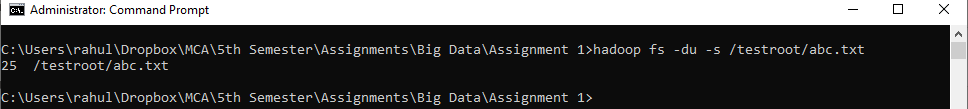 Administrator: Command Prompt
C:\Users\rahul\Dropbox\MCA\5th Semester\Assignments\Big Data\Assignment 1>hadoop fs -du -s /testroot/abc.txt
25  /testroot/abc.txt
C:\Users\rahul\Dropbox\MCA\5th Semester\Assignments\Big Data\Assignment 1>